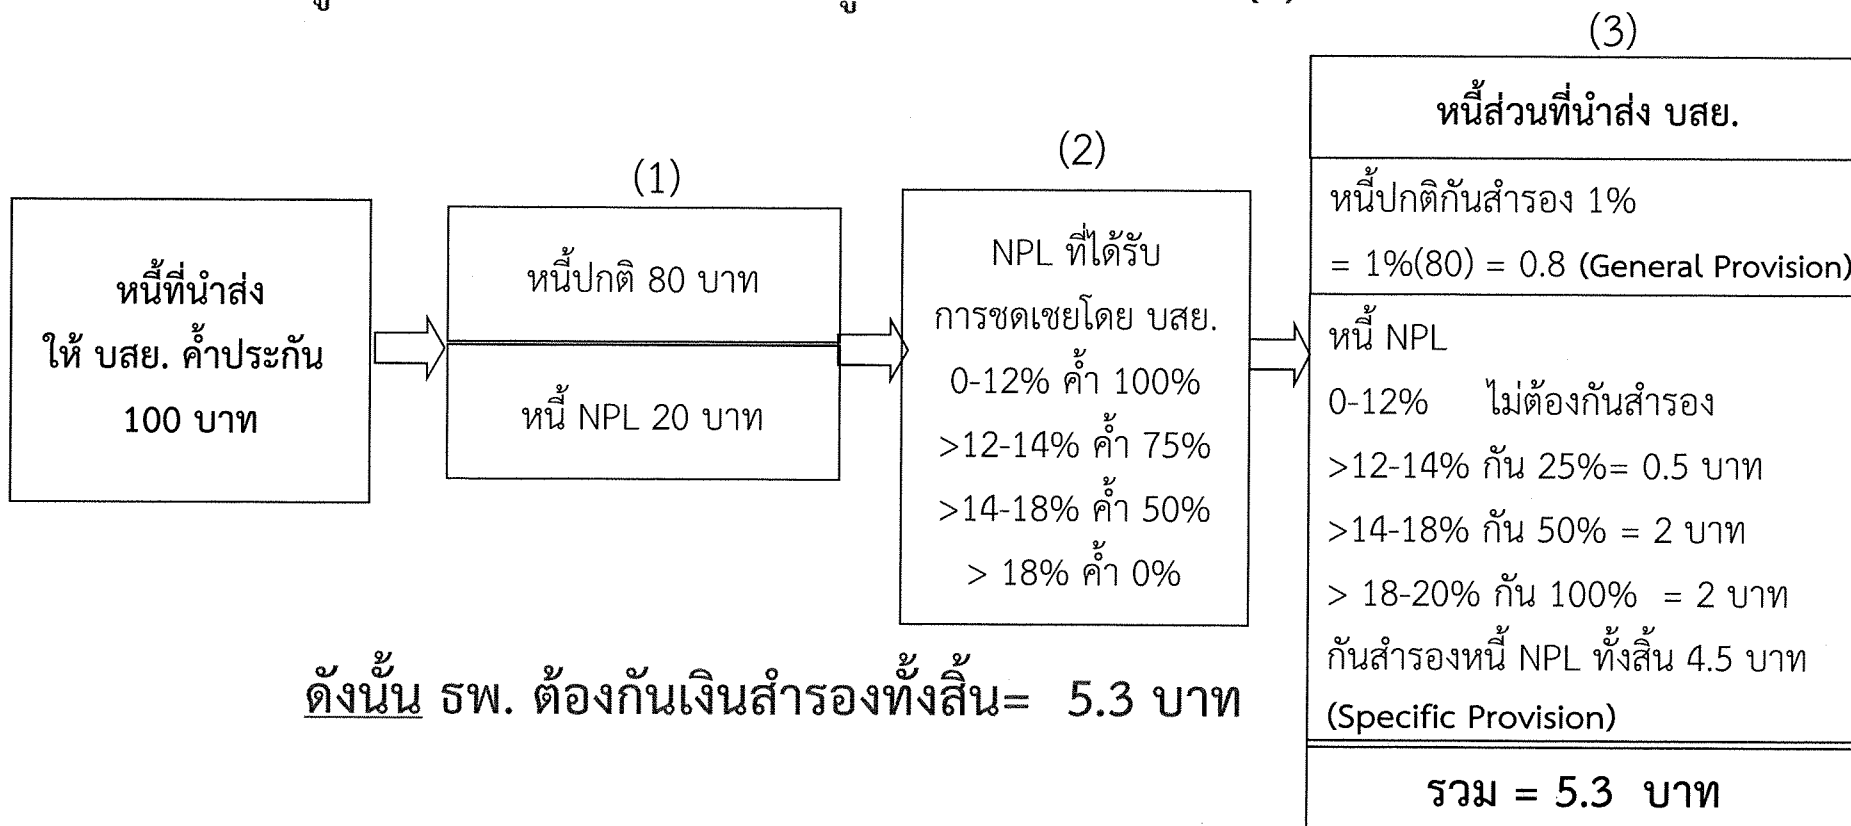 หนี้ที่นำส่ง
ให้ บสย. ค้ำประกัน
100 บาท
(1)
หนี้ปกติ 80 บาท
หนี้ NPL 20 บาท
(2)
NPL ที่ได้รับ
การชดเชยโดย บสย.
0-12% ค้ำ 100%
>12-14% ค้ำ 75%
>14-18% ค้ำ 50%
> 18% ค้ำ 0%
(3)
หนี้ส่วนที่นำส่ง บสย.
หนี้ปกติกันสำรอง 1%
= 1%(80) = 0.8 (General Provision)
หนี้ NPL
0-12% ไม่ต้องกันสำรอง
>12-14% กัน 25%= 0.5 บาท
>14-18% กัน 50% = 2 บาท
> 18-20% กัน 100% = 2 บาท
กันสำรองหนี้ NPL ทั้งสิ้น 4.5 บาท
(Specific Provision)
รวม = 5.3 บาท
ดังนั้น ธพ. ต้องกันเงินสำรองทั้งสิ้น= 5.3 บาท